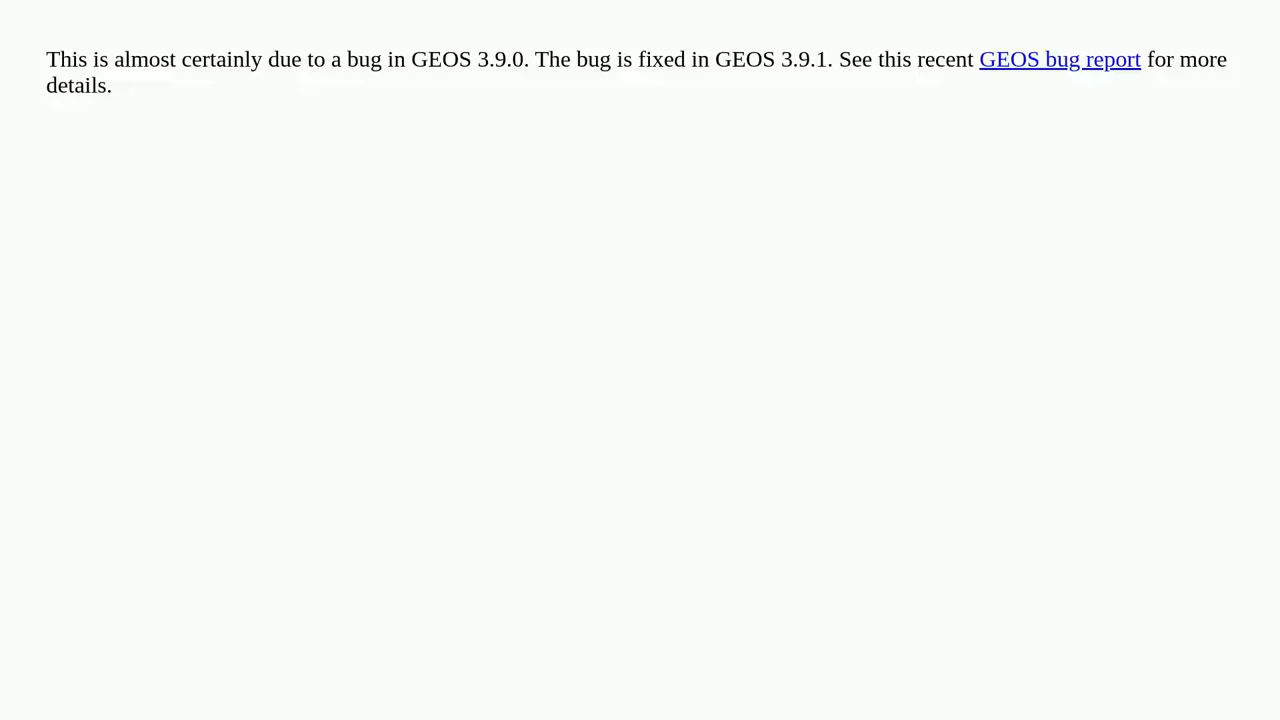 This is almost certainly due to a bug in GEOS 3.9.0. The bug is fixed in GEOS 3.9.1. See this recent GEOS bug report for more
details.